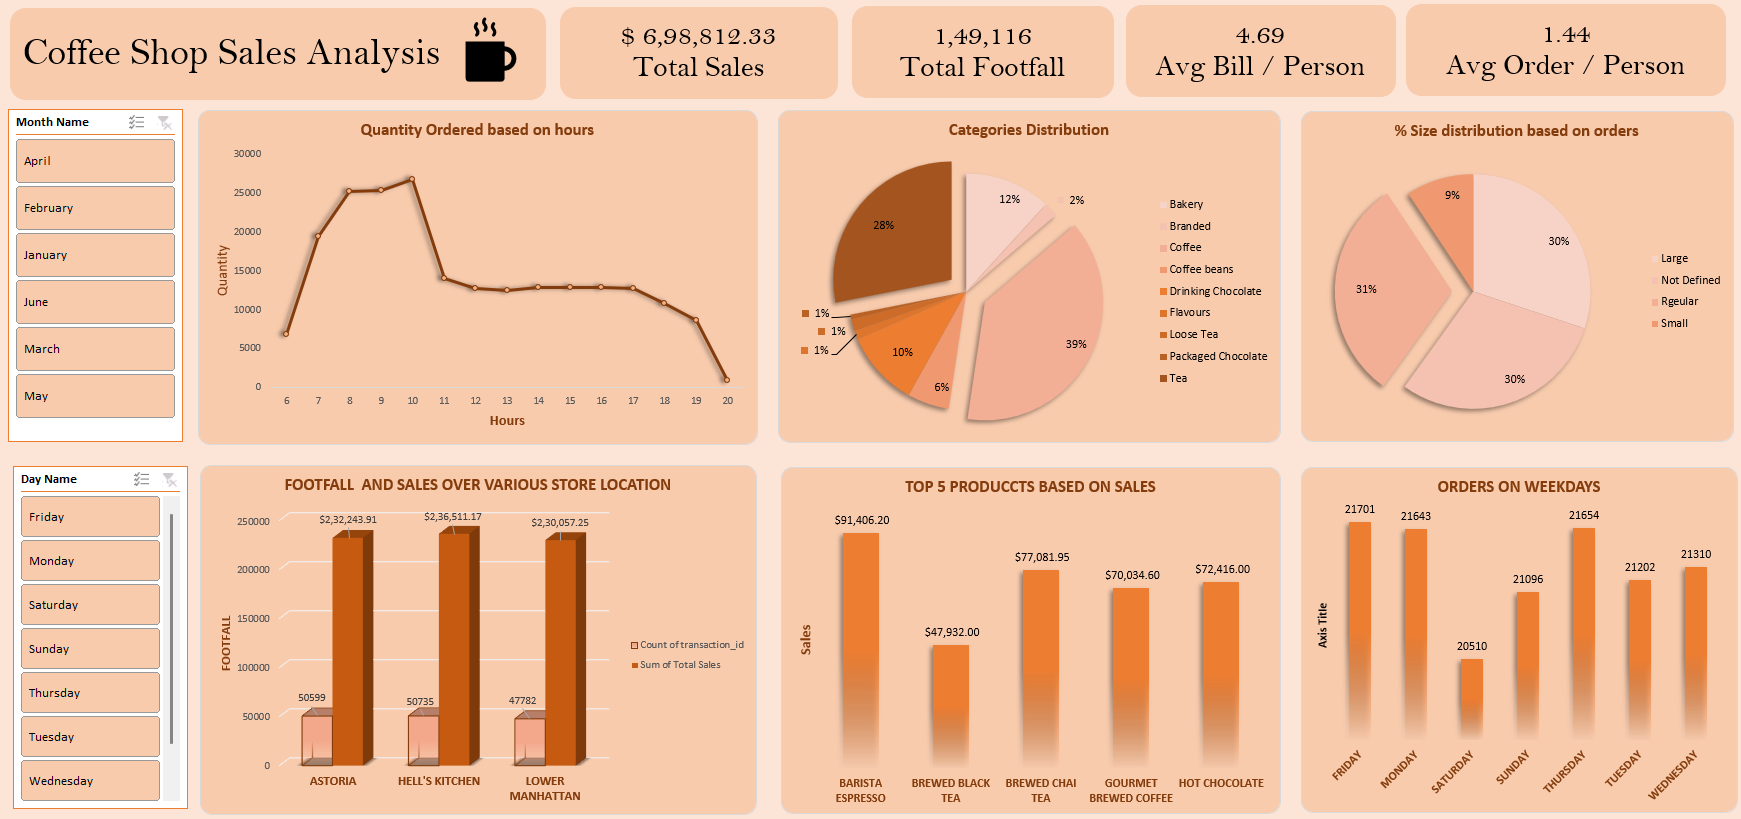 Coffee Shop Sales Analysis
$ 6,98,812.33
Total Sales
1,49,116
Total Footfall
4.69
Avg Bill / Person
1.44
Avg Order / Person
Month Name
April
February
January
June
March
May
Quantity Ordered based on hours
30000
25000
20000
15000
10000
5000
0
Quantity
6 7 8 9 10 11 12 13 14 15 16 17 18 19 20
Hours
Categories Distribution
12%
2%
28%
39%
1%
1%
1%
10%
6%
Bakery
Branded
Coffee
Coffee beans
Drinking Chocolate
Flavours
Loose Tea
Packaged Chocolate
Tea
% Size distribution based on orders
9%
30%
31%
30%
Large
Not Defined
Rgeular
Small
Day Name
Friday
Monday
Saturday
Sunday
Thursday
Tuesday
Wednesday
FOOTFALL AND SALES OVER VARIOUS STORE LOCATION
$2,32,243.91 $2,36,511.17 $2,30,057.25
250000
200000
150000
100000
50000
0
FOOTFALL
50599 50735 47782
Count of transaction_id
Sum of Total Sales
ASTORIA HELL'S KITCHEN LOWER
MANHATTAN
TOP 5 PRODUCCTS BASED ON SALES
$91,406.20
$47,932.00
$77,081.95
$70,034.60
$72,416.00
Sales
BARISTA
ESPRESSO
BREWED BLACK
TEA
BREWED CHAI
TEA
GOURMET
BREWED COFFEE
HOT CHOCOLATE
ORDERS ON WEEKDAYS
21701
21643
20510
21096
21654
21202
21310
Axis Title
FRIDAY
MONDAY
SATURDAY
SUNDAY
THURSDAY
TUESDAY
WEDNESDAY